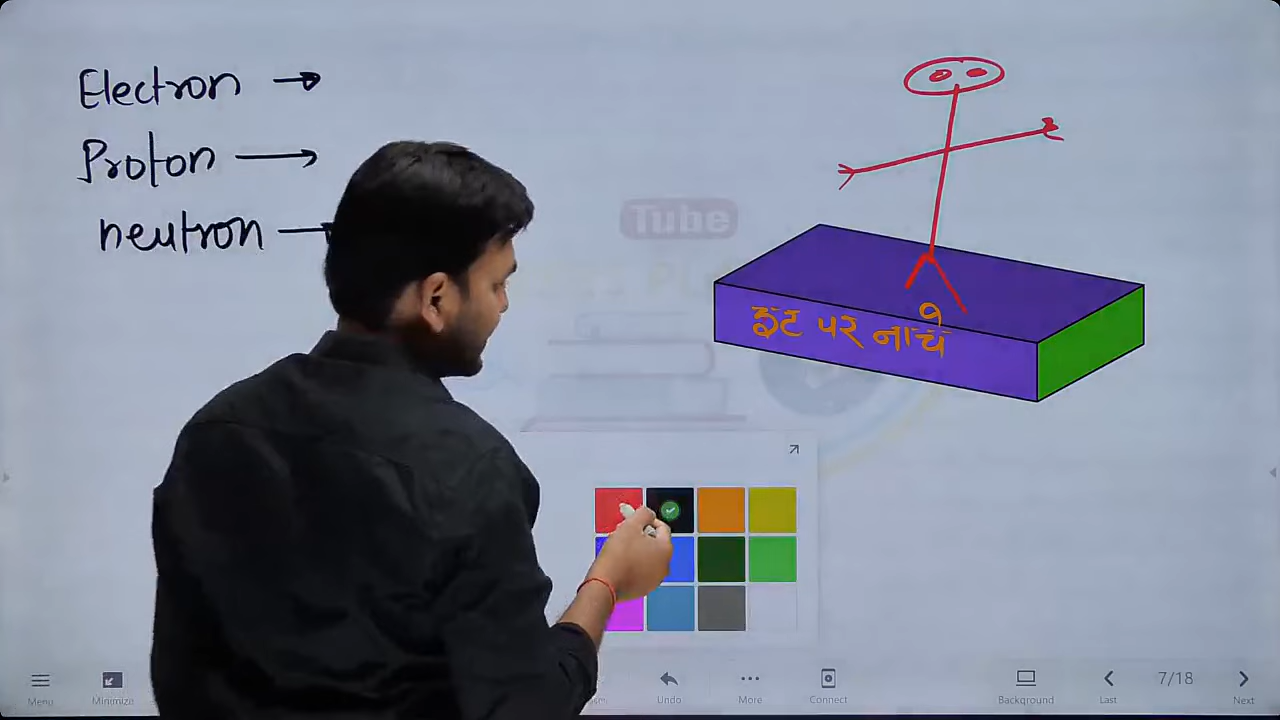 Electron →
Proton →
neutron →
Tube
ईंट पर नाचे
Menu
Minimize
Undo
More
Connect
Background
Last
7/18
Next